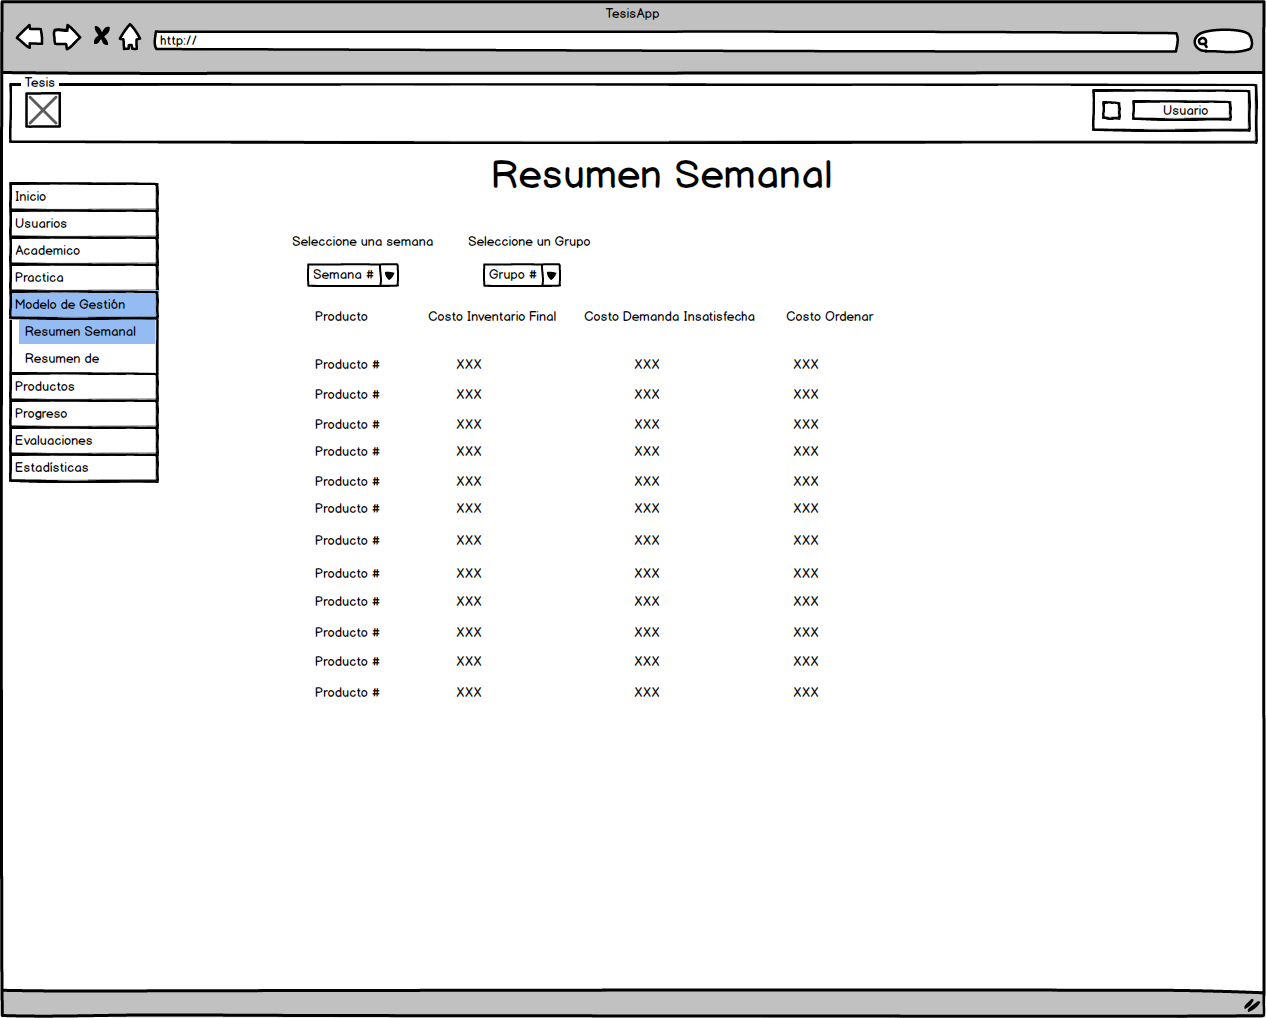 TesisApp
http://
Tesis
Usuario
Resumen Semanal
Inicio
Usuarios
Academico
Practica
Modelo de Gestión
Resumen Semanal
Resumen de
Productos
Progreso
Evaluaciones
Estadísticas
Seleccione una semana Seleccione un Grupo
Semana # Grupo #
Producto Costo Inventario Final Costo Demanda Insatisfecha Costo Ordenar
Producto # XXX XXX XXX
Producto # XXX XXX XXX
Producto # XXX XXX XXX
Producto # XXX XXX XXX
Producto # XXX XXX XXX
Producto # XXX XXX XXX
Producto # XXX XXX XXX
Producto # XXX XXX XXX
Producto # XXX XXX XXX
Producto # XXX XXX XXX
Producto # XXX XXX XXX
Producto # XXX XXX XXX